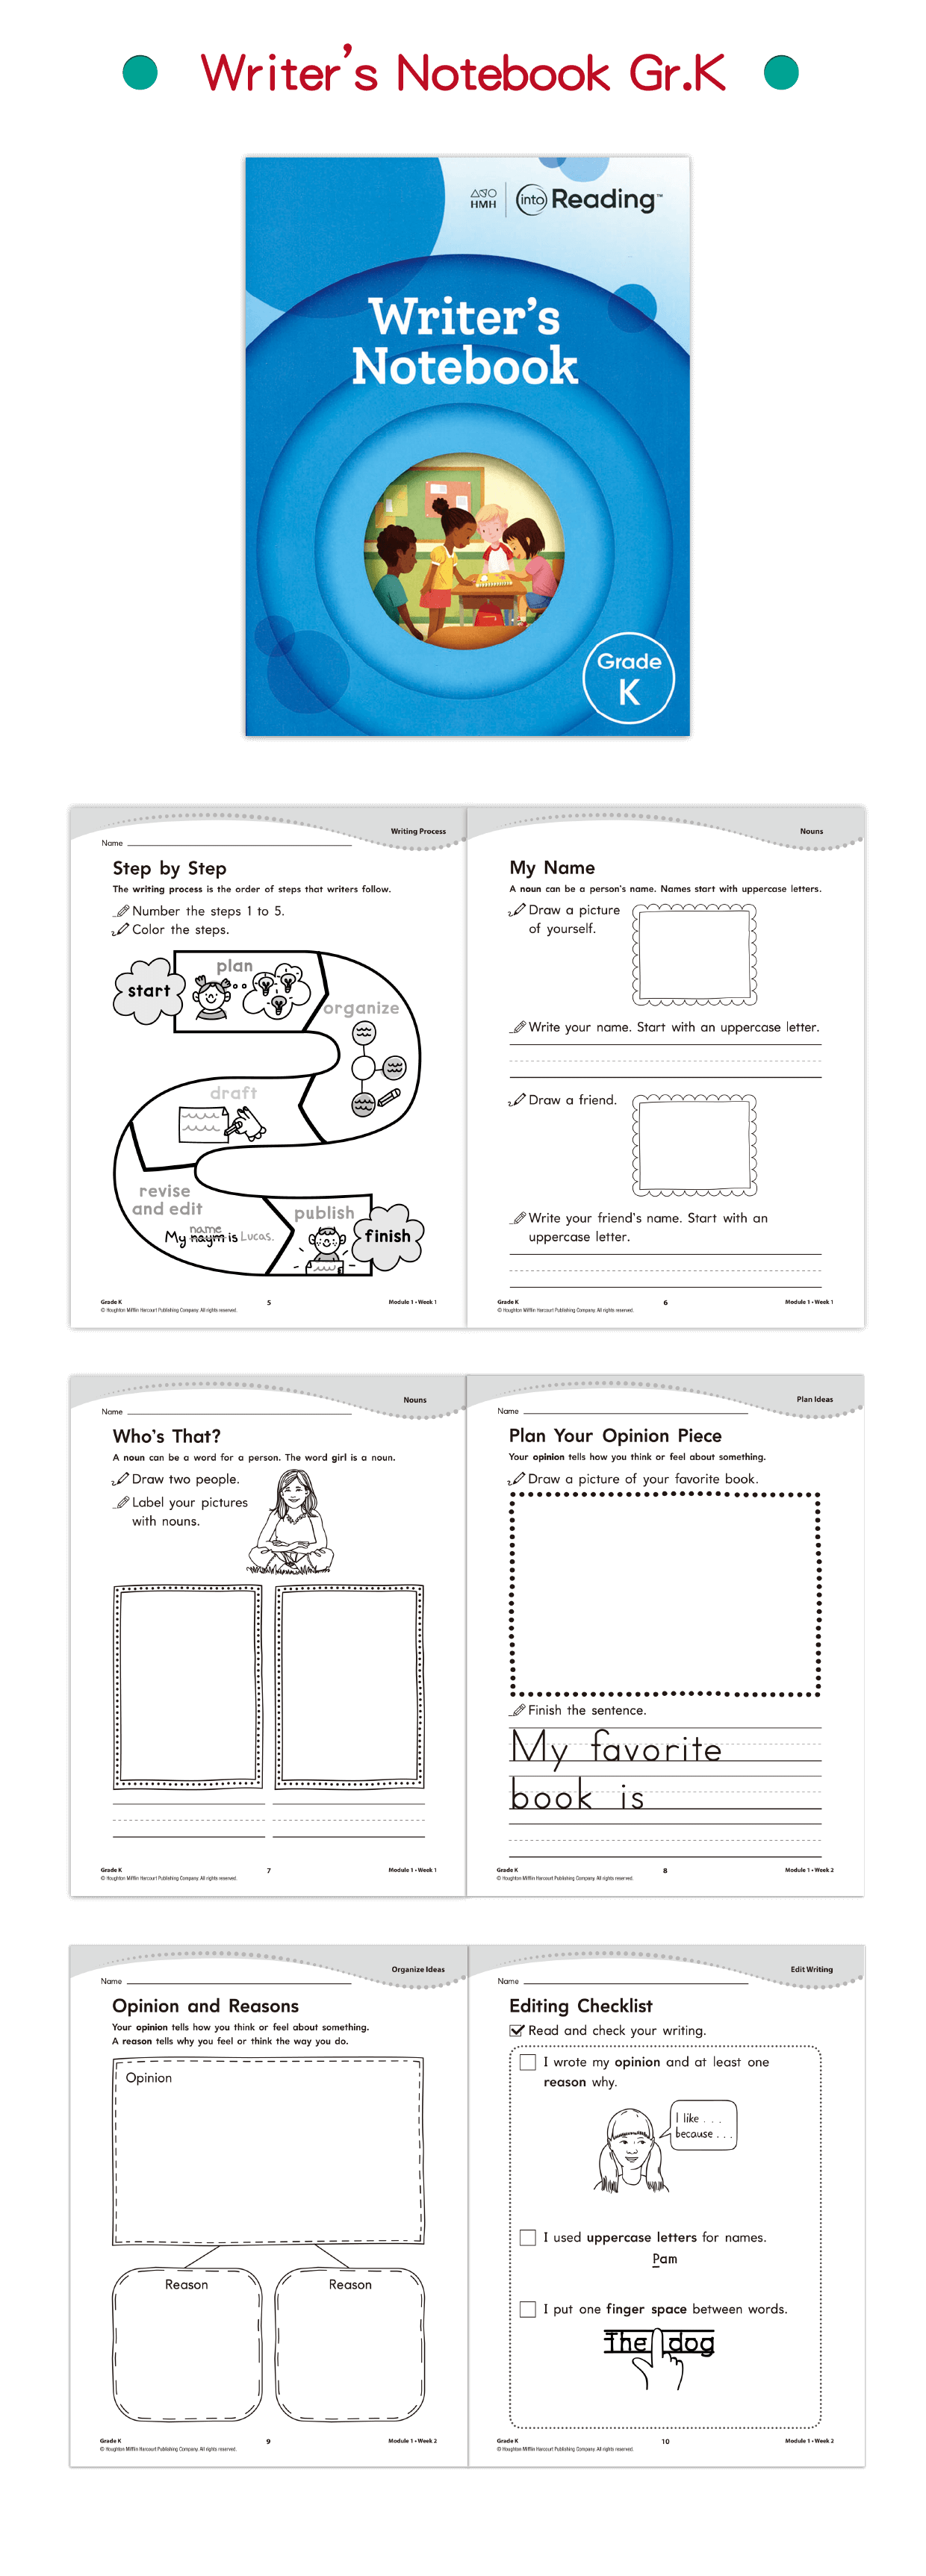 Writer's Notebook Gr.K
HMH
into Reading™
Writer's
Notebook
Grade
K
Writing Process
Name
Step by Step
The writing process is the order of steps that writers follow.
Number the steps 1 to 5.
Color the steps.
start
plan
organize
draft
revise
and edit
name
My naym is Lucas.
publish
finish
Grade K
5
Module 1 • Week 1
© Houghton Mifflin Harcourt Publishing Company. All rights reserved.
Nouns
My Name
A noun can be a person's name. Names start with uppercase letters.
Draw a picture
of yourself.
Write your name. Start with an uppercase letter.
Draw a friend.
Write your friend's name. Start with an
uppercase letter.
Grade K
6
Module 1 • Week 1
© Houghton Mifflin Harcourt Publishing Company. All rights reserved.
Nouns
Name
Who's That?
A noun can be a word for a person. The word girl is a noun.
Draw two people.
Label your pictures
with nouns.
Grade K
7
Module 1 • Week 1
© Houghton Mifflin Harcourt Publishing Company. All rights reserved.
Plan Ideas
Name
Plan Your Opinion Piece
Your opinion tells how you think or feel about something.
Draw a picture of your favorite book.
Finish the sentence.
My favorite
book is
Grade K
8
Module 1 • Week 2
© Houghton Mifflin Harcourt Publishing Company. All rights reserved.
Organize Ideas
Name
Opinion and Reasons
Your opinion tells how you think or feel about something.
A reason tells why you feel or think the way you do.
Opinion
Reason
Reason
Grade K
9
Module 1 • Week 2
© Houghton Mifflin Harcourt Publishing Company. All rights reserved.
Edit Writing
Name
Editing Checklist
Read and check your writing.
I wrote my opinion and at least one
reason why.
I like . . .
because . . .
I used uppercase letters for names.
Pam
I put one finger space between words.
The dog
Grade K
10
Module 1 • Week 2
© Houghton Mifflin Harcourt Publishing Company. All rights reserved.